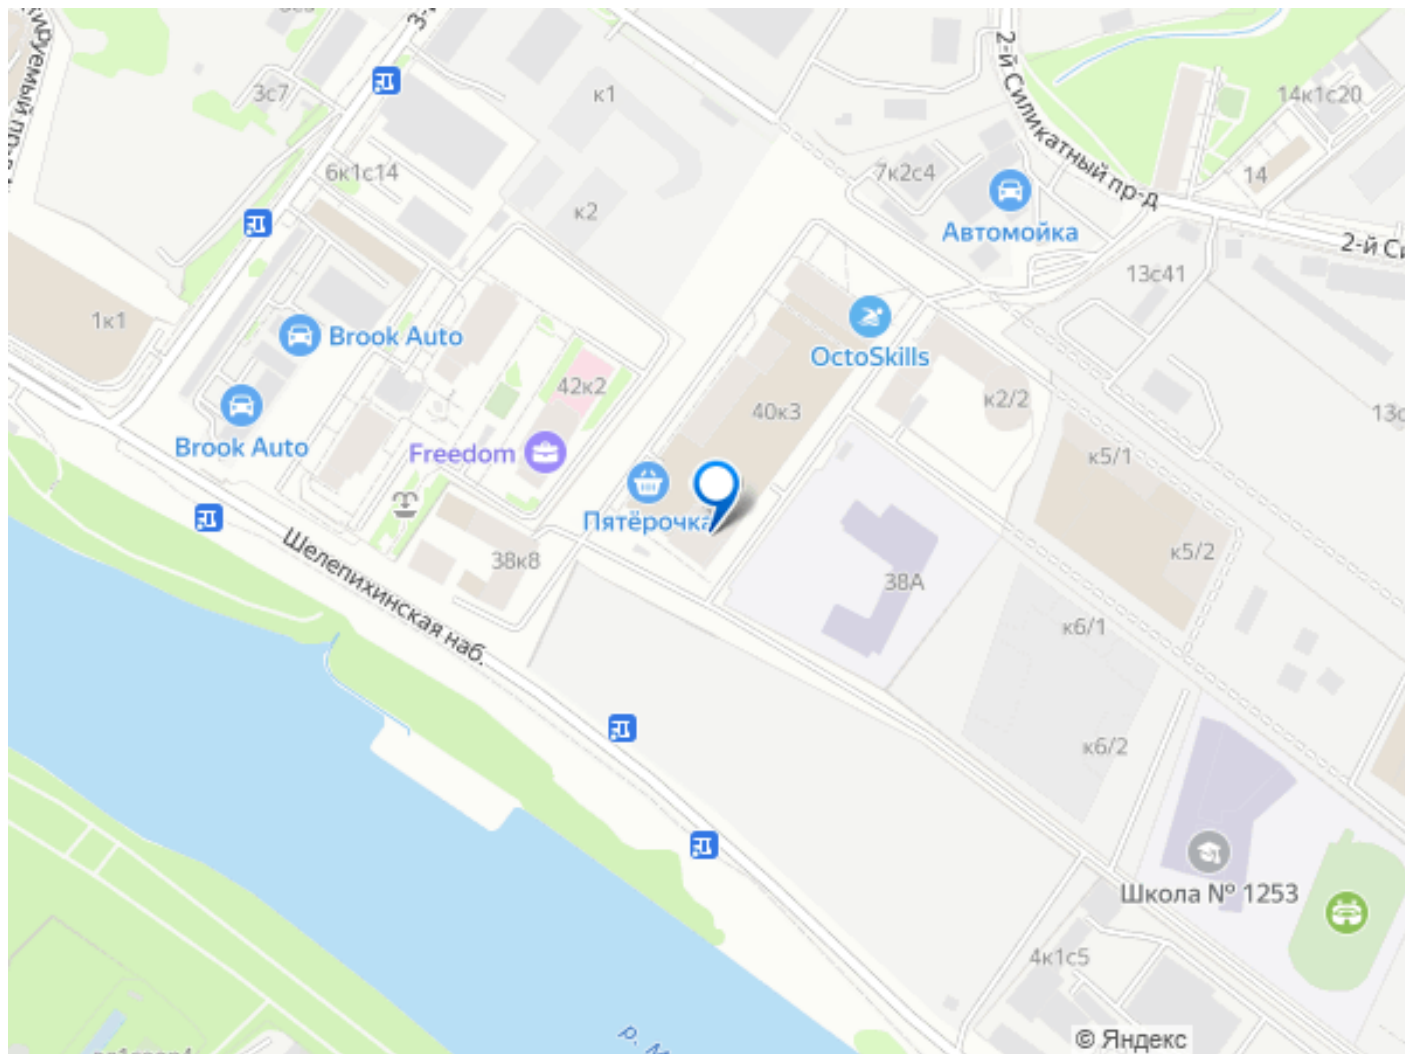 3с7
к1
14к1с20
2-й Силикатный пр-д
6к1с14
7к2с4
14
к2
Автомойка
2-й Си
13с41
1к1
Brook Auto
OctoSkills
42к2
к2/2
40к3
13с
Brook Auto
Freedom
к5/1
Пятёрочка
Шелепихинская наб.
38к8
к5/2
38А
к6/1
к6/2
Школа № 1253
4к1с5
р. М
© Яндекс